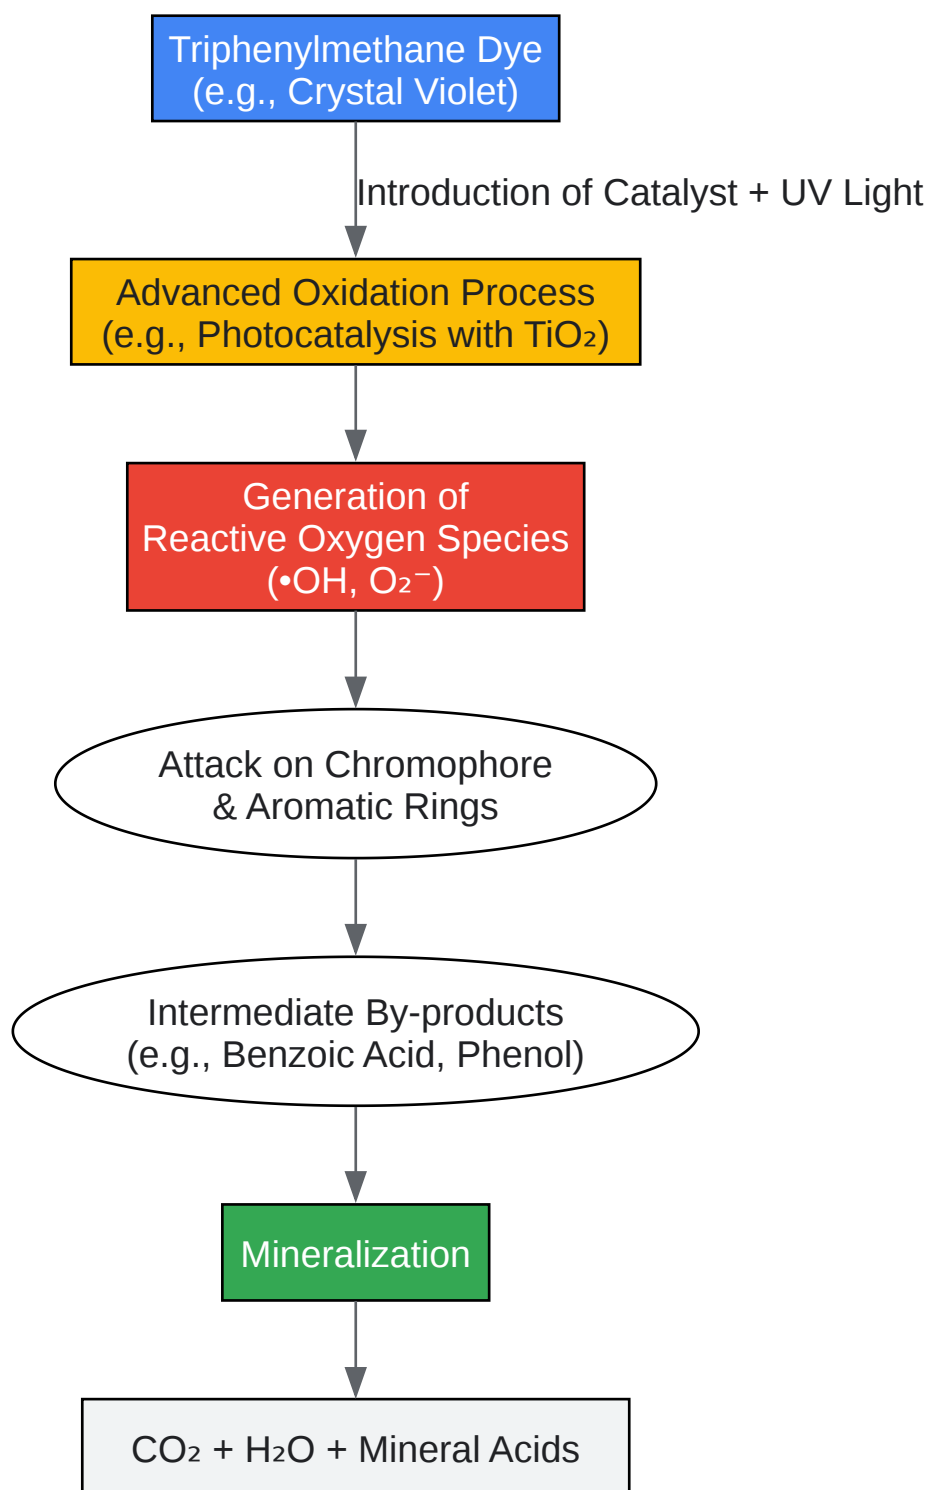 Triphenylmethane Dye
(e.g., Crystal Violet)
Introduction of Catalyst + UV Light
Advanced Oxidation Process
(e.g., Photocatalysis with TiO₂)
Generation of
Reactive Oxygen Species
(•OH, O₂⁻)
Attack on Chromophore
& Aromatic Rings
Intermediate By-products
(e.g., Benzoic Acid, Phenol)
Mineralization
CO₂ + H₂O + Mineral Acids